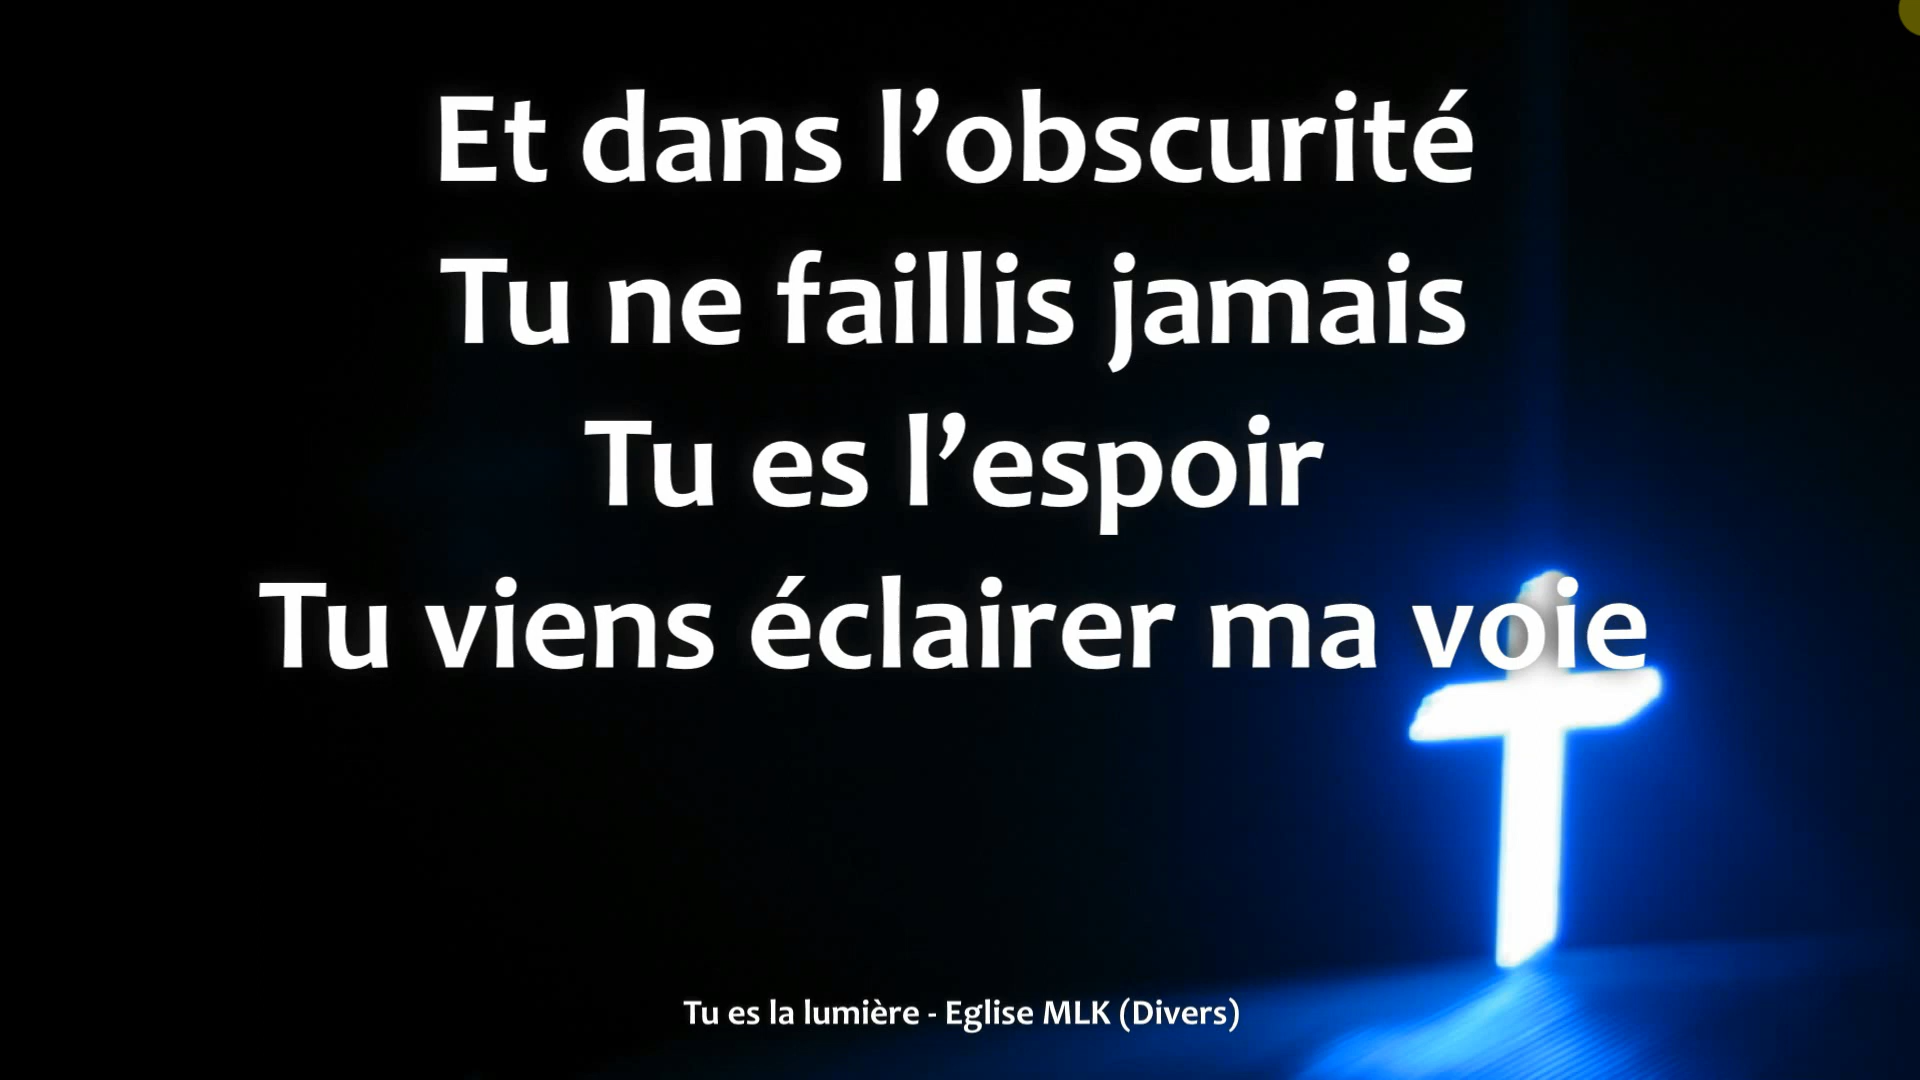 Et dans l’obscurité
Tu ne faillis jamais
Tu es l’espoir
Tu viens éclairer ma voie
Tu es la lumière - Eglise MLK (Divers)